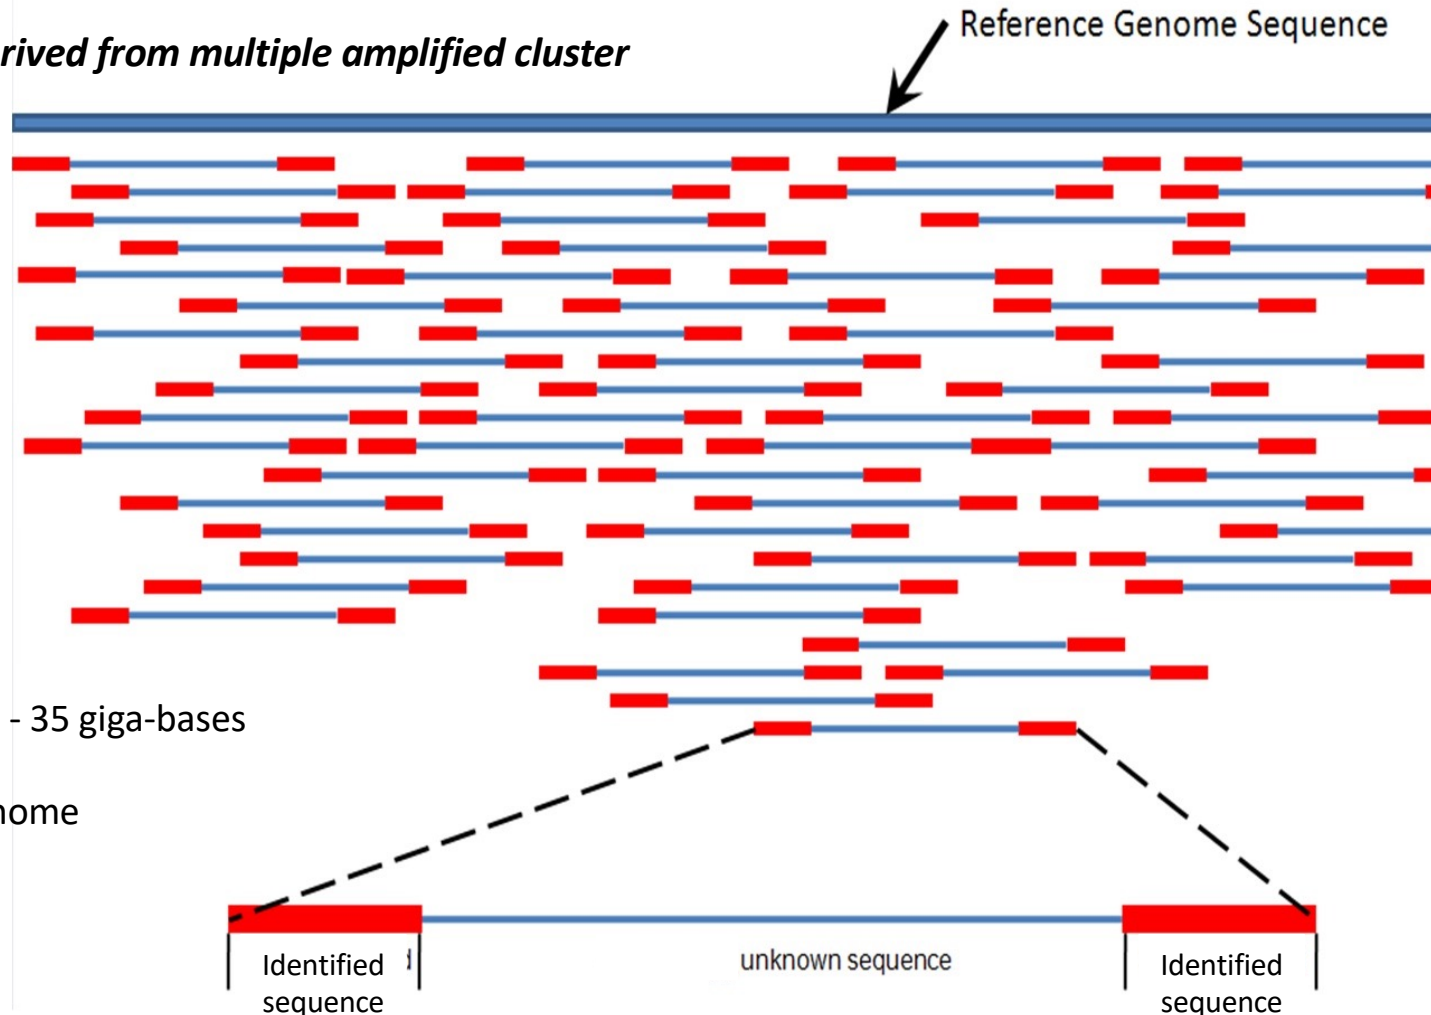 Reference Genome Sequence
rived from multiple amplified cluster
- 35 giga-bases
nome
Identified
sequence
unknown sequence
Identified
sequence